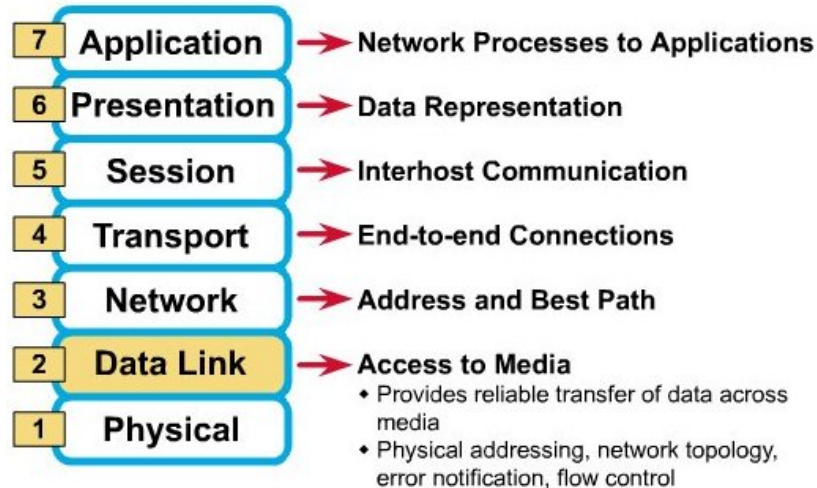 7 Application Network Processes to Applications
6 Presentation Data Representation
5 Session Interhost Communication
4 Transport End-to-end Connections
3 Network Address and Best Path
2 Data Link Access to Media
• Provides reliable transfer of data across
media
1 Physical
• Physical addressing, network topology,
error notification, flow control